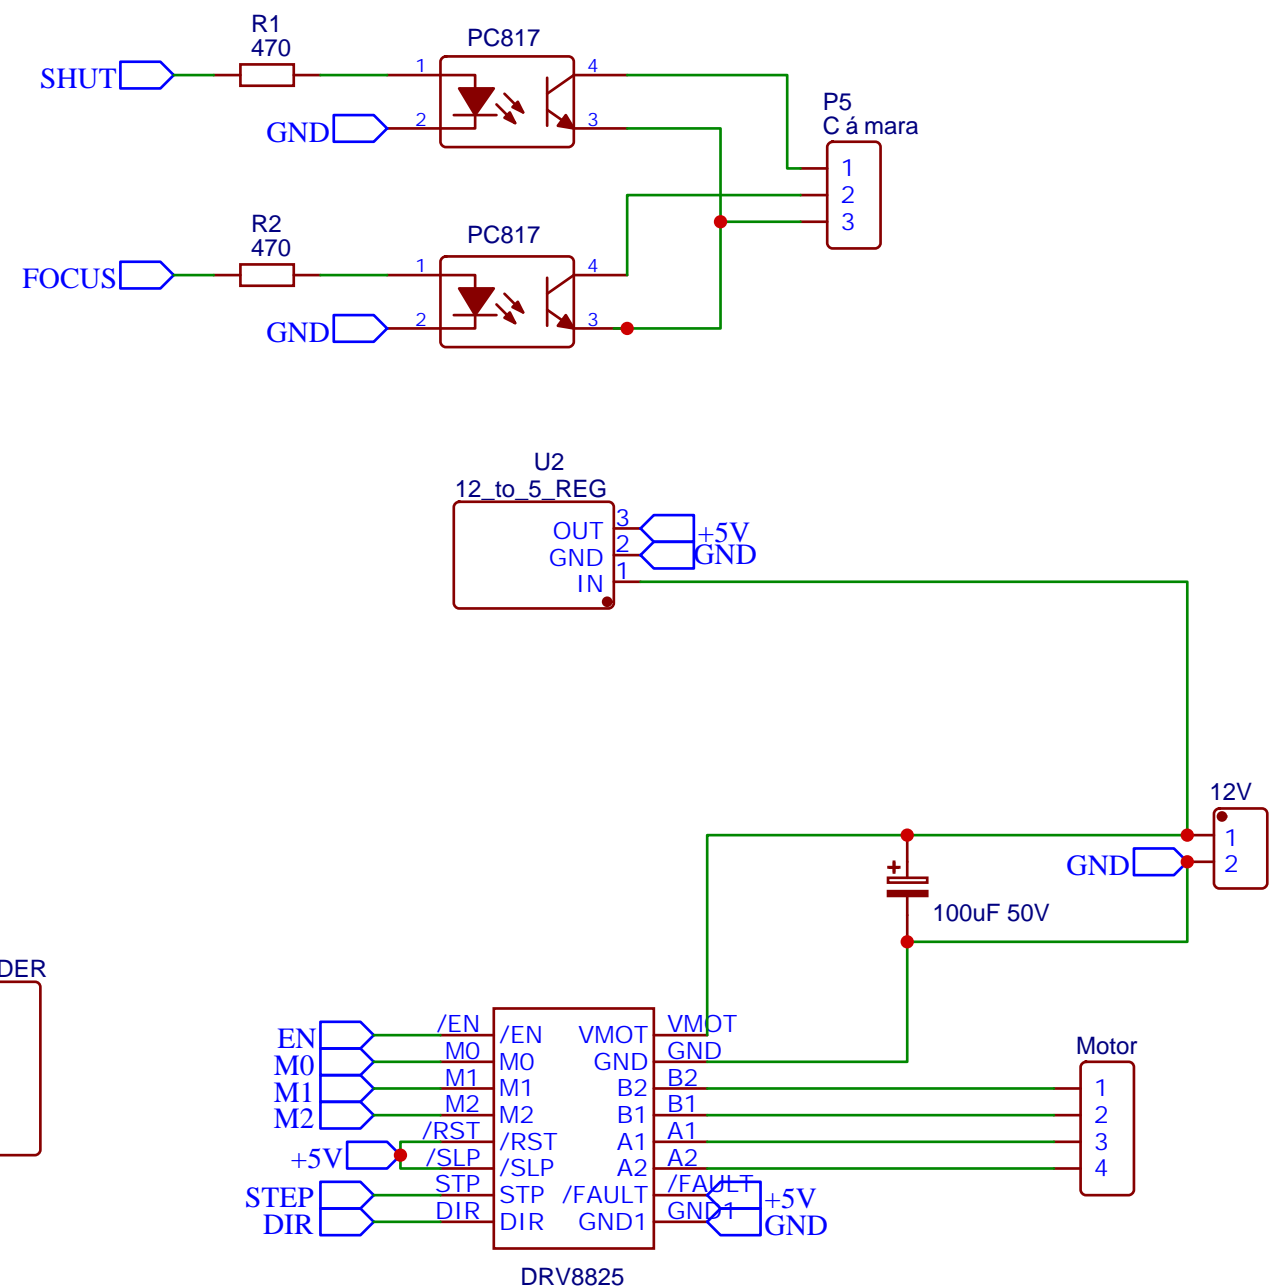 R1
470
PC817
SHUT
1
4
GND
2
3
P5
C á mara
1
2
3
R2
470
PC817
FOCUS
1
4
GND
2
3
U2
12_to_5_REG
OUT 3 +5V
GND 2 GND
IN 1
12V
1
GND 2
+
100uF 50V
DER
EN /EN /EN VMOT VMOT
M0 M0 M0 GND GND
M1 M1 M1 B2 B2
M2 M2 M2 B1 B1
/RST /RST A1 A1
+5V
/SLP /SLP A2 A2
STEP STP STP /FAULT /FAULT +5V
DIR DIR DIR GND1 GND1 GND
Motor
1
2
3
4
DRV8825